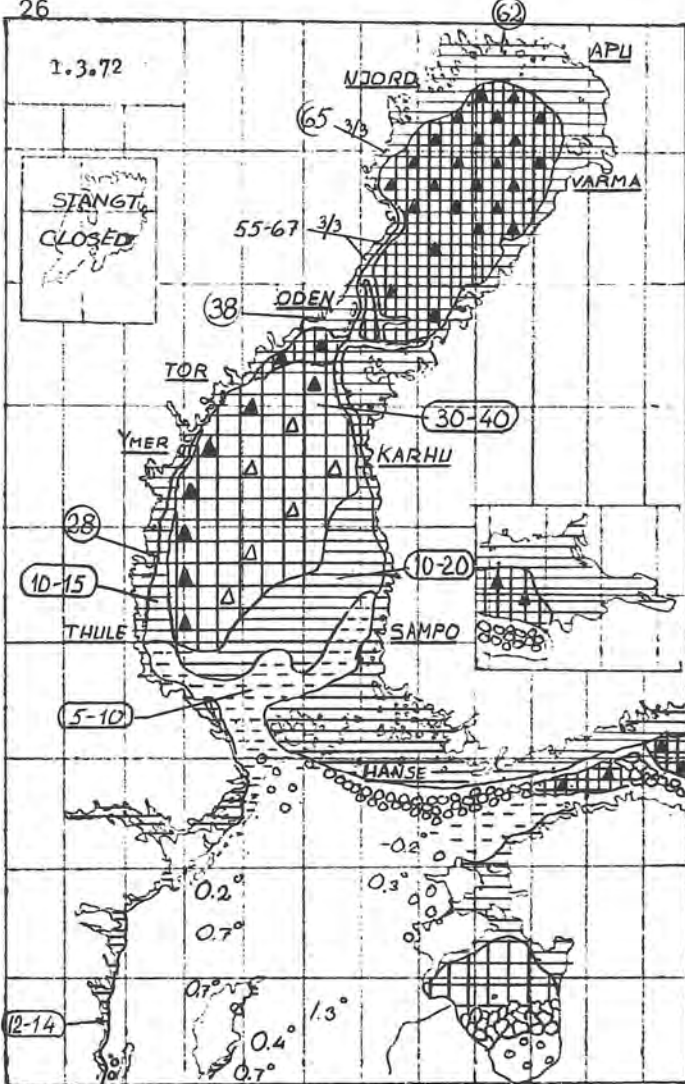 26
62
1.3.72
APU
NJORD
65 3/3
VARMA
STANGT
CLOSED
55-67 3/3
ODEN
38
TOR
30-40
YMER
KARHU
28
10-20
10-15
THULE
SAMPO
5-10
HANSE
-0.2°
0.3°
0.2°
0.7°
0.7°
1.3°
12-14
0.4°
0.7°